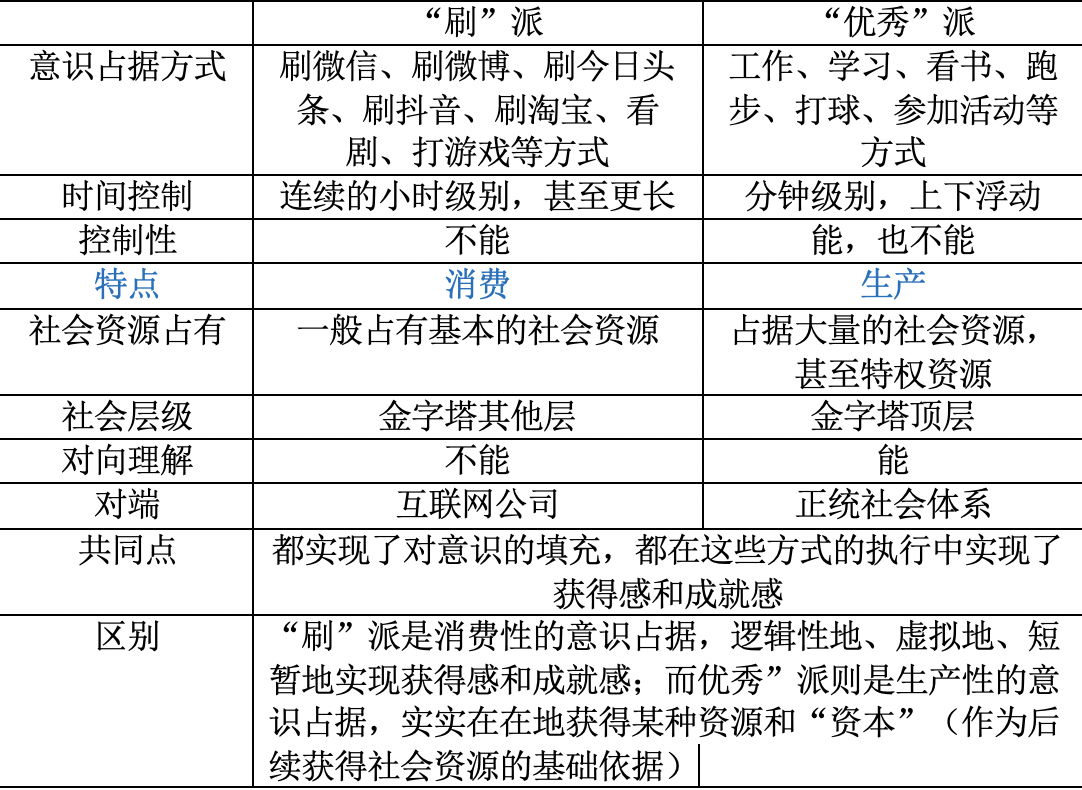 “刷”派 “优秀”派
意识占据方式 刷微信、刷微博、刷今日头 工作、学习、看书、跑
条、刷抖音、刷淘宝、看 步、打球、参加活动等
剧、打游戏等方式 方式
时间控制 连续的小时级别，甚至更长 分钟级别，上下浮动
控制性 不能 能，也不能
特点 消费 生产
社会资源占有 一般占有基本的社会资源 占据大量的社会资源，
甚至特权资源
社会层级 金字塔其他层 金字塔顶层
对向理解 不能 能
对端 互联网公司 正统社会体系
共同点 都实现了对意识的填充，都在这些方式的执行中实现了
获得感和成就感
区别 “刷”派是消费性的意识占据，逻辑性地、虚拟地、短
暂地实现获得感和成就感；而优秀”派则是生产性的意
识占据，实实在在地获得某种资源和“资本”（作为后
续获得社会资源的基础依据）